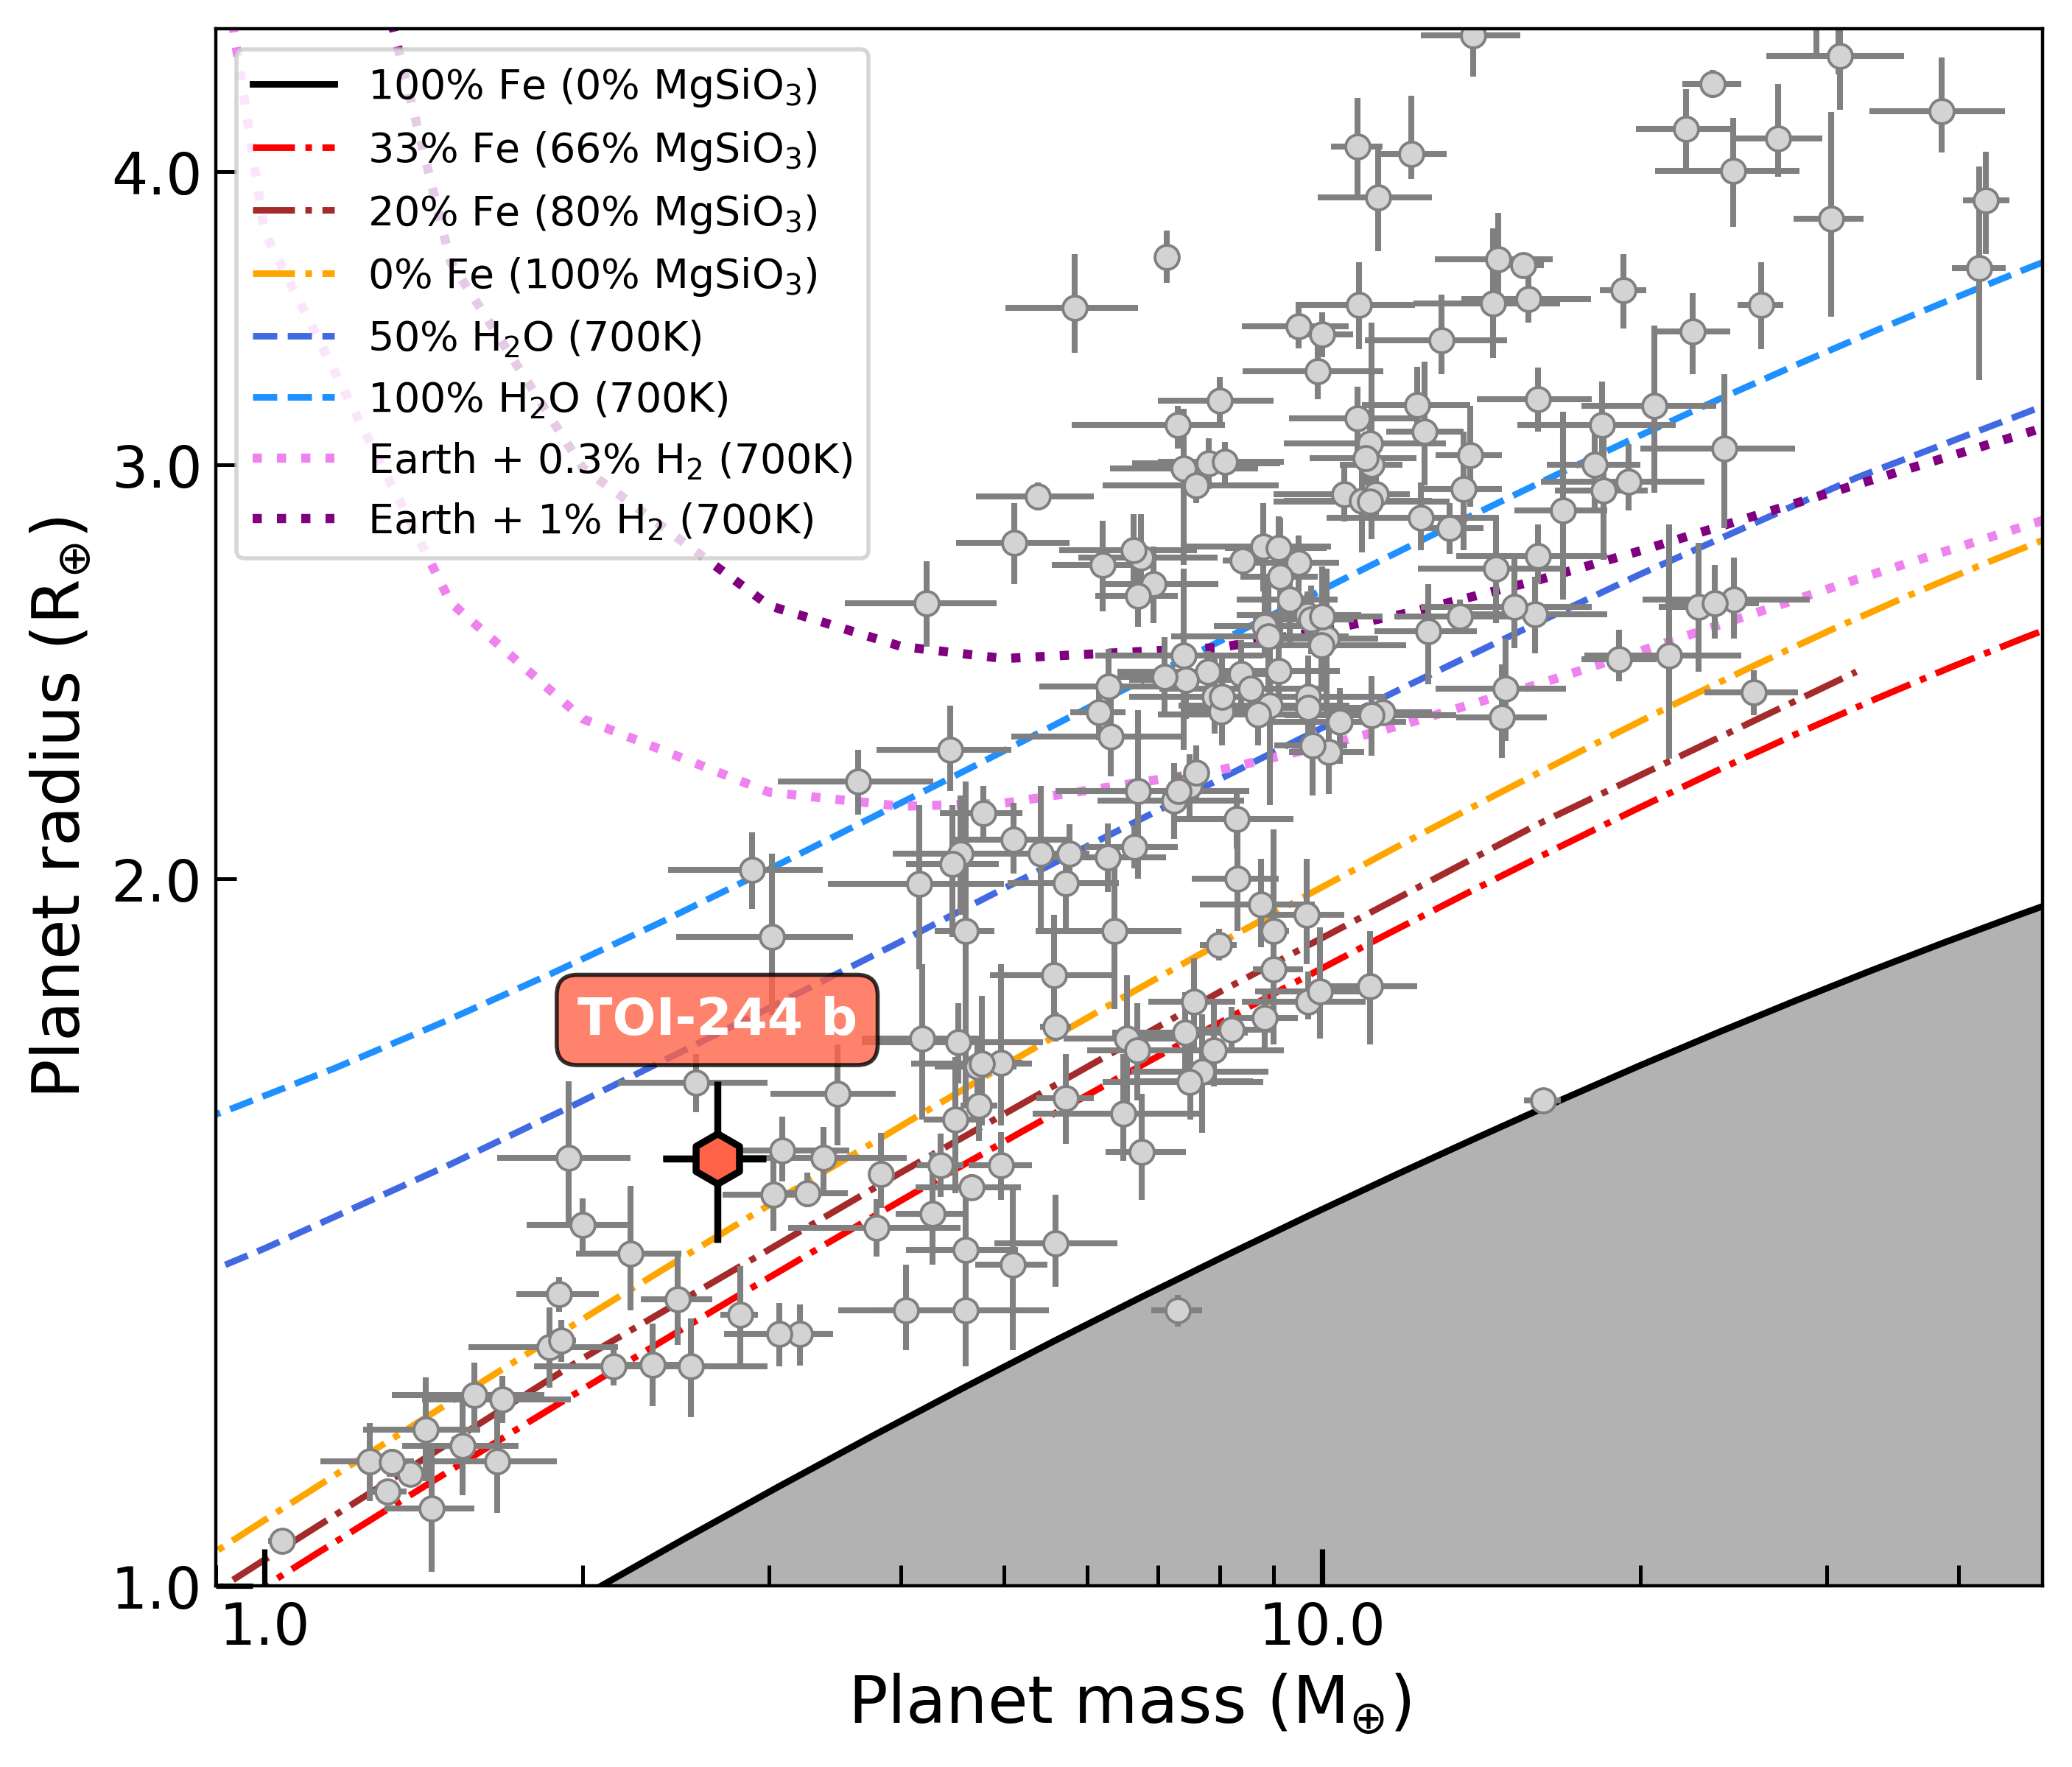 100% Fe (0% MgSiO₃)
33% Fe (66% MgSiO₃)
20% Fe (80% MgSiO₃)
0% Fe (100% MgSiO₃)
50% H₂O (700K)
100% H₂O (700K)
Earth + 0.3% H₂ (700K)
Earth + 1% H₂ (700K)
TOI-244 b
4.0
3.0
2.0
1.0
Planet radius (R⊕)
1.0
10.0
Planet mass (M⊕)